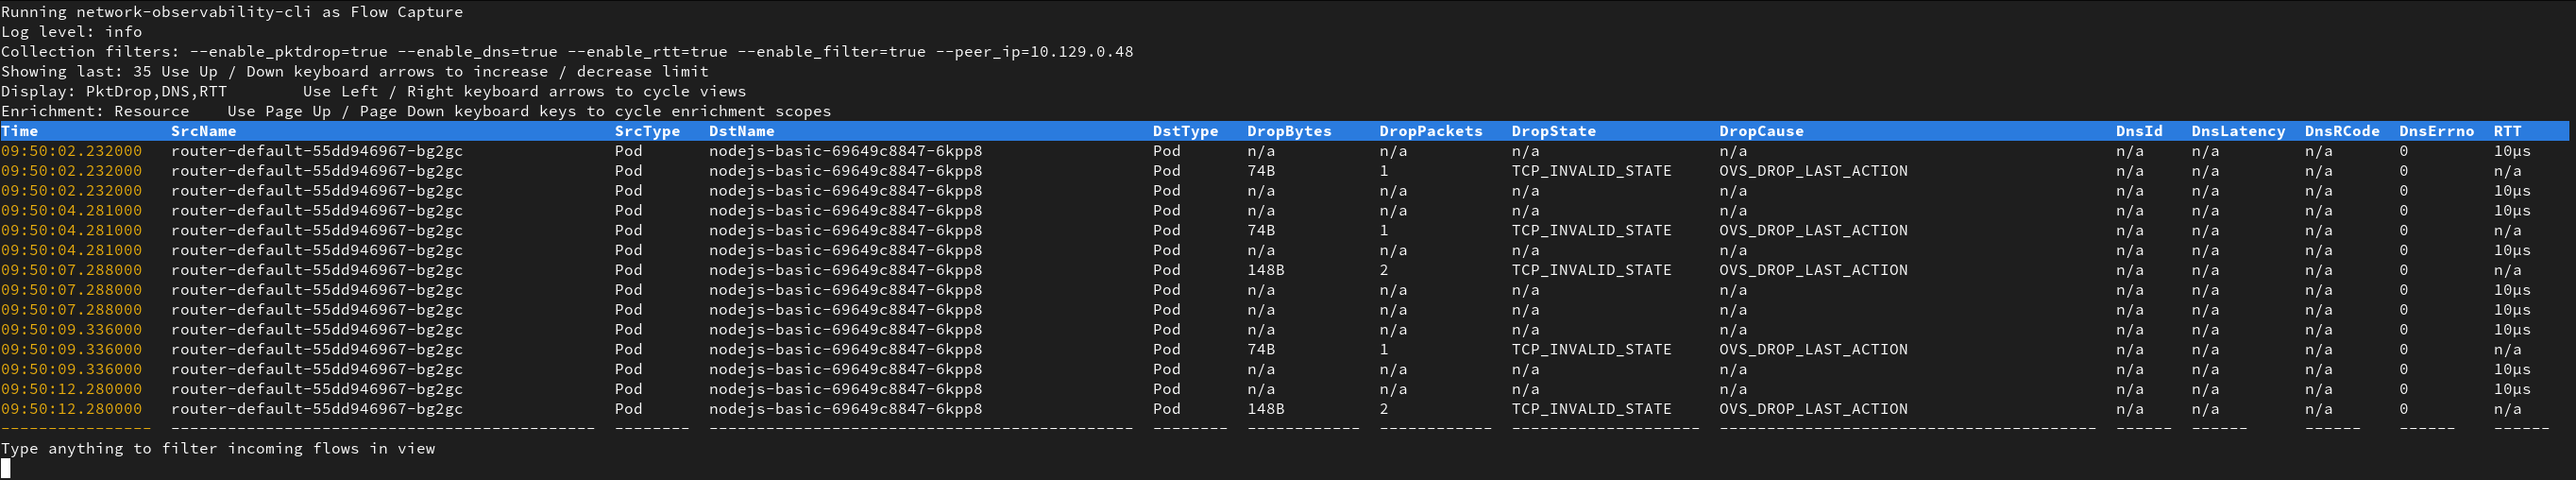 Running network-observability-cli as Flow Capture
Log level: info
Collection filters: --enable_pktdrop=true --enable_dns=true --enable_rtt=true --enable_filter=true --peer_ip=10.129.0.48
Showing last: 35 Use Up / Down keyboard arrows to increase / decrease limit
Display: PktDrop,DNS,RTT        Use Left / Right keyboard arrows to cycle views
Enrichment: Resource    Use Page Up / Page Down keyboard keys to cycle enrichment scopes
Time SrcName SrcType DstName DstType DropBytes DropPackets DropState DropCause DnsId DnsLatency DnsRCode DnsErrno RTT
09:50:02.232000 router-default-55dd946967-bg2gc Pod nodejs-basic-69649c8847-6kpp8 Pod n/a n/a n/a n/a n/a n/a n/a 0 10µs
09:50:02.232000 router-default-55dd946967-bg2gc Pod nodejs-basic-69649c8847-6kpp8 Pod 74B 1 TCP_INVALID_STATE OVS_DROP_LAST_ACTION n/a n/a n/a 0 n/a
09:50:02.232000 router-default-55dd946967-bg2gc Pod nodejs-basic-69649c8847-6kpp8 Pod n/a n/a n/a n/a n/a n/a n/a 0 10µs
09:50:04.281000 router-default-55dd946967-bg2gc Pod nodejs-basic-69649c8847-6kpp8 Pod n/a n/a n/a n/a n/a n/a n/a 0 10µs
09:50:04.281000 router-default-55dd946967-bg2gc Pod nodejs-basic-69649c8847-6kpp8 Pod 74B 1 TCP_INVALID_STATE OVS_DROP_LAST_ACTION n/a n/a n/a 0 n/a
09:50:04.281000 router-default-55dd946967-bg2gc Pod nodejs-basic-69649c8847-6kpp8 Pod n/a n/a n/a n/a n/a n/a n/a 0 10µs
09:50:07.288000 router-default-55dd946967-bg2gc Pod nodejs-basic-69649c8847-6kpp8 Pod 148B 2 TCP_INVALID_STATE OVS_DROP_LAST_ACTION n/a n/a n/a 0 n/a
09:50:07.288000 router-default-55dd946967-bg2gc Pod nodejs-basic-69649c8847-6kpp8 Pod n/a n/a n/a n/a n/a n/a n/a 0 10µs
09:50:07.288000 router-default-55dd946967-bg2gc Pod nodejs-basic-69649c8847-6kpp8 Pod n/a n/a n/a n/a n/a n/a n/a 0 10µs
09:50:09.336000 router-default-55dd946967-bg2gc Pod nodejs-basic-69649c8847-6kpp8 Pod n/a n/a n/a n/a n/a n/a n/a 0 10µs
09:50:09.336000 router-default-55dd946967-bg2gc Pod nodejs-basic-69649c8847-6kpp8 Pod 74B 1 TCP_INVALID_STATE OVS_DROP_LAST_ACTION n/a n/a n/a 0 n/a
09:50:09.336000 router-default-55dd946967-bg2gc Pod nodejs-basic-69649c8847-6kpp8 Pod n/a n/a n/a n/a n/a n/a n/a 0 10µs
09:50:12.280000 router-default-55dd946967-bg2gc Pod nodejs-basic-69649c8847-6kpp8 Pod n/a n/a n/a n/a n/a n/a n/a 0 10µs
09:50:12.280000 router-default-55dd946967-bg2gc Pod nodejs-basic-69649c8847-6kpp8 Pod 148B 2 TCP_INVALID_STATE OVS_DROP_LAST_ACTION n/a n/a n/a 0 n/a
---------------- --------------------------------------------- -------- --------------------------------------------- -------- ------------ ------------ -------------------- ---------------------------------------- ------ ------ ------ ------ ------
Type anything to filter incoming flows in view